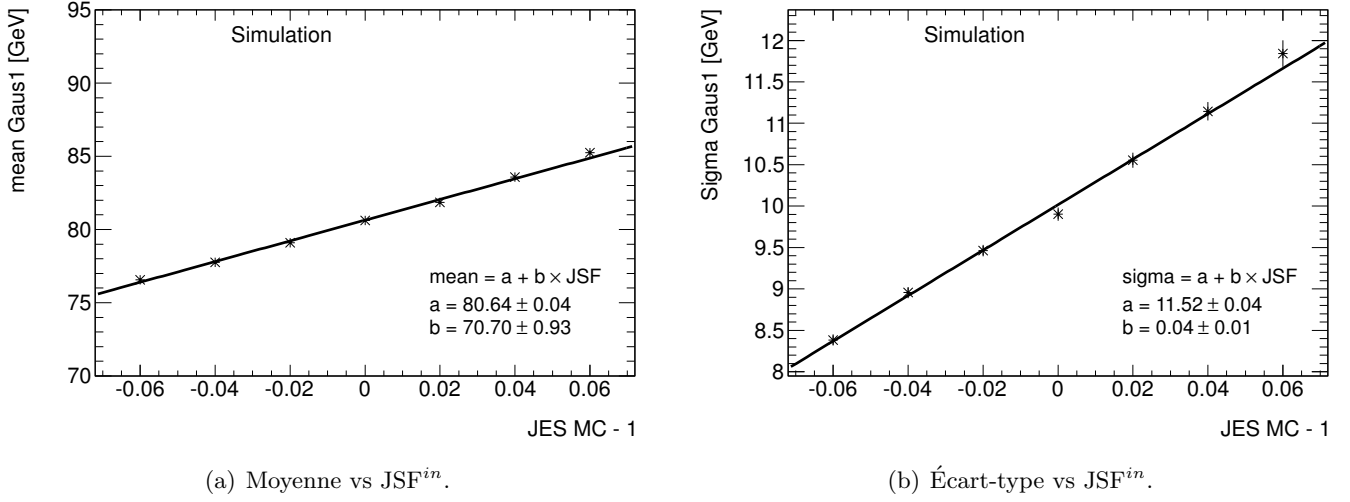 Simulation
mean Gaus1 [GeV]
95
90
85
80
75
70
mean = a + b × JSF
a = 80.64 ± 0.04
b = 70.70 ± 0.93
-0.06 -0.04 -0.02 0 0.02 0.04 0.06
JES MC - 1
(a) Moyenne vs JSF^{in}.
Simulation
Sigma Gaus1 [GeV]
12
11.5
11
10.5
10
9.5
9
8.5
8
sigma = a + b × JSF
a = 11.52 ± 0.04
b = 0.04 ± 0.01
-0.06 -0.04 -0.02 0 0.02 0.04 0.06
JES MC - 1
(b) Écart-type vs JSF^{in}.